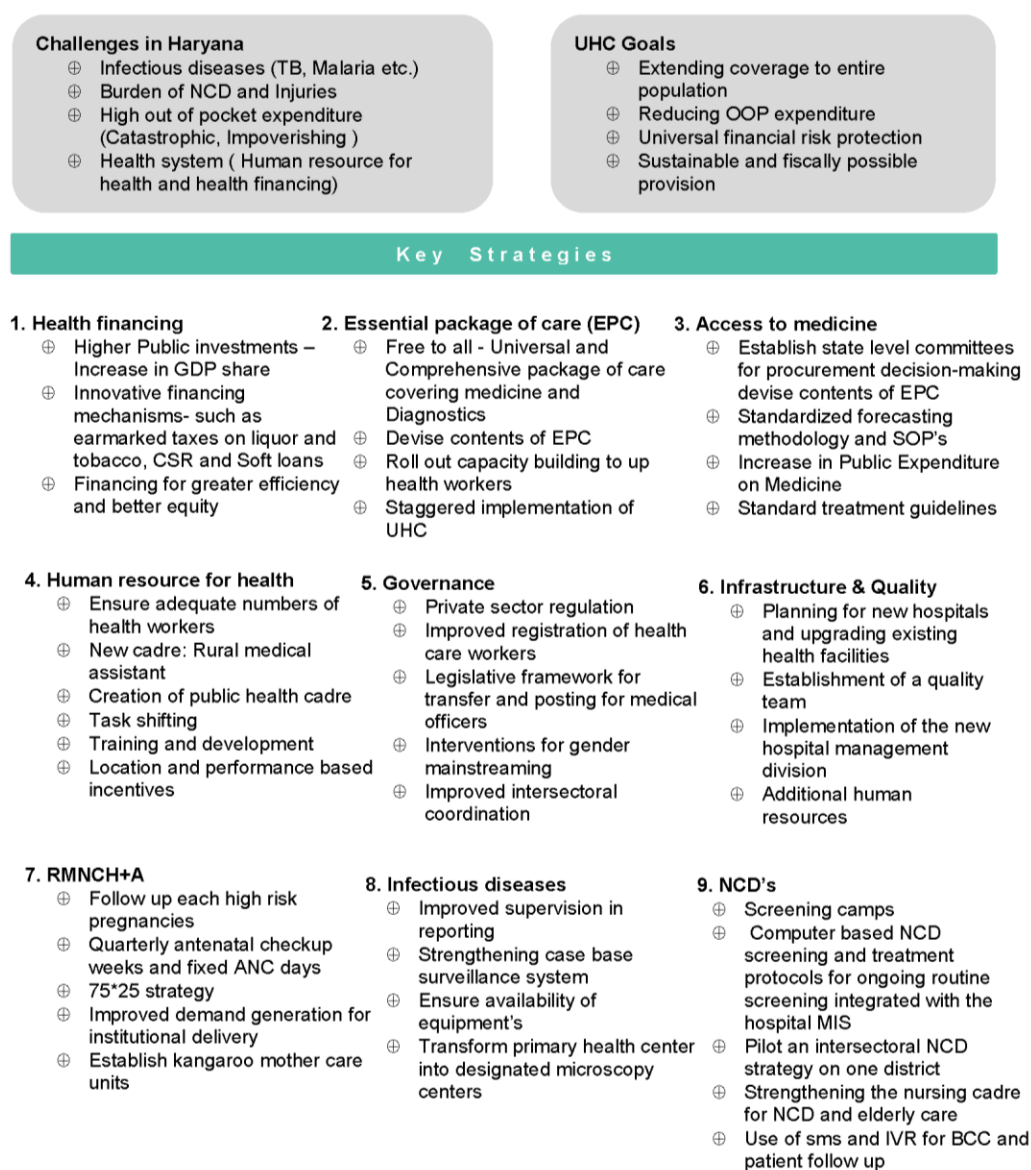 Challenges in Haryana
⊕ Infectious diseases (TB, Malaria etc.)
⊕ Burden of NCD and Injuries
⊕ High out of pocket expenditure
(Catastrophic, Impoverishing )
⊕ Health system ( Human resource for
health and health financing)
UHC Goals
⊕ Extending coverage to entire
population
⊕ Reducing OOP expenditure
⊕ Universal financial risk protection
⊕ Sustainable and fiscally possible
provision
Key Strategies
1. Health financing
⊕ Higher Public investments –
Increase in GDP share
⊕ Innovative financing
mechanisms- such as
earmarked taxes on liquor and
tobacco, CSR and Soft loans
⊕ Financing for greater efficiency
and better equity
2. Essential package of care (EPC)
⊕ Free to all - Universal and
Comprehensive package of care
covering medicine and
Diagnostics
⊕ Devise contents of EPC
⊕ Roll out capacity building to up
health workers
⊕ Staggered implementation of
UHC
3. Access to medicine
⊕ Establish state level committees
for procurement decision-making
devise contents of EPC
⊕ Standardized forecasting
methodology and SOP's
⊕ Increase in Public Expenditure
on Medicine
⊕ Standard treatment guidelines
4. Human resource for health
⊕ Ensure adequate numbers of
health workers
⊕ New cadre: Rural medical
assistant
⊕ Creation of public health cadre
⊕ Task shifting
⊕ Training and development
⊕ Location and performance based
incentives
5. Governance
⊕ Private sector regulation
⊕ Improved registration of health
care workers
⊕ Legislative framework for
transfer and posting for medical
officers
⊕ Interventions for gender
mainstreaming
⊕ Improved intersectoral
coordination
6. Infrastructure & Quality
⊕ Planning for new hospitals
and upgrading existing
health facilities
⊕ Establishment of a quality
team
⊕ Implementation of the new
hospital management
division
⊕ Additional human
resources
7. RMNCH+A
⊕ Follow up each high risk
pregnancies
⊕ Quarterly antenatal checkup
weeks and fixed ANC days
⊕ 75*25 strategy
⊕ Improved demand generation for
institutional delivery
⊕ Establish kangaroo mother care
units
8. Infectious diseases
⊕ Improved supervision in
reporting
⊕ Strengthening case base
surveillance system
⊕ Ensure availability of
equipment's
⊕ Transform primary health center
into designated microscopy
centers
9. NCD's
⊕ Screening camps
⊕ Computer based NCD
screening and treatment
protocols for ongoing routine
screening integrated with the
hospital MIS
⊕ Pilot an intersectoral NCD
strategy on one district
⊕ Strengthening the nursing cadre
for NCD and elderly care
⊕ Use of sms and IVR for BCC and
patient follow up